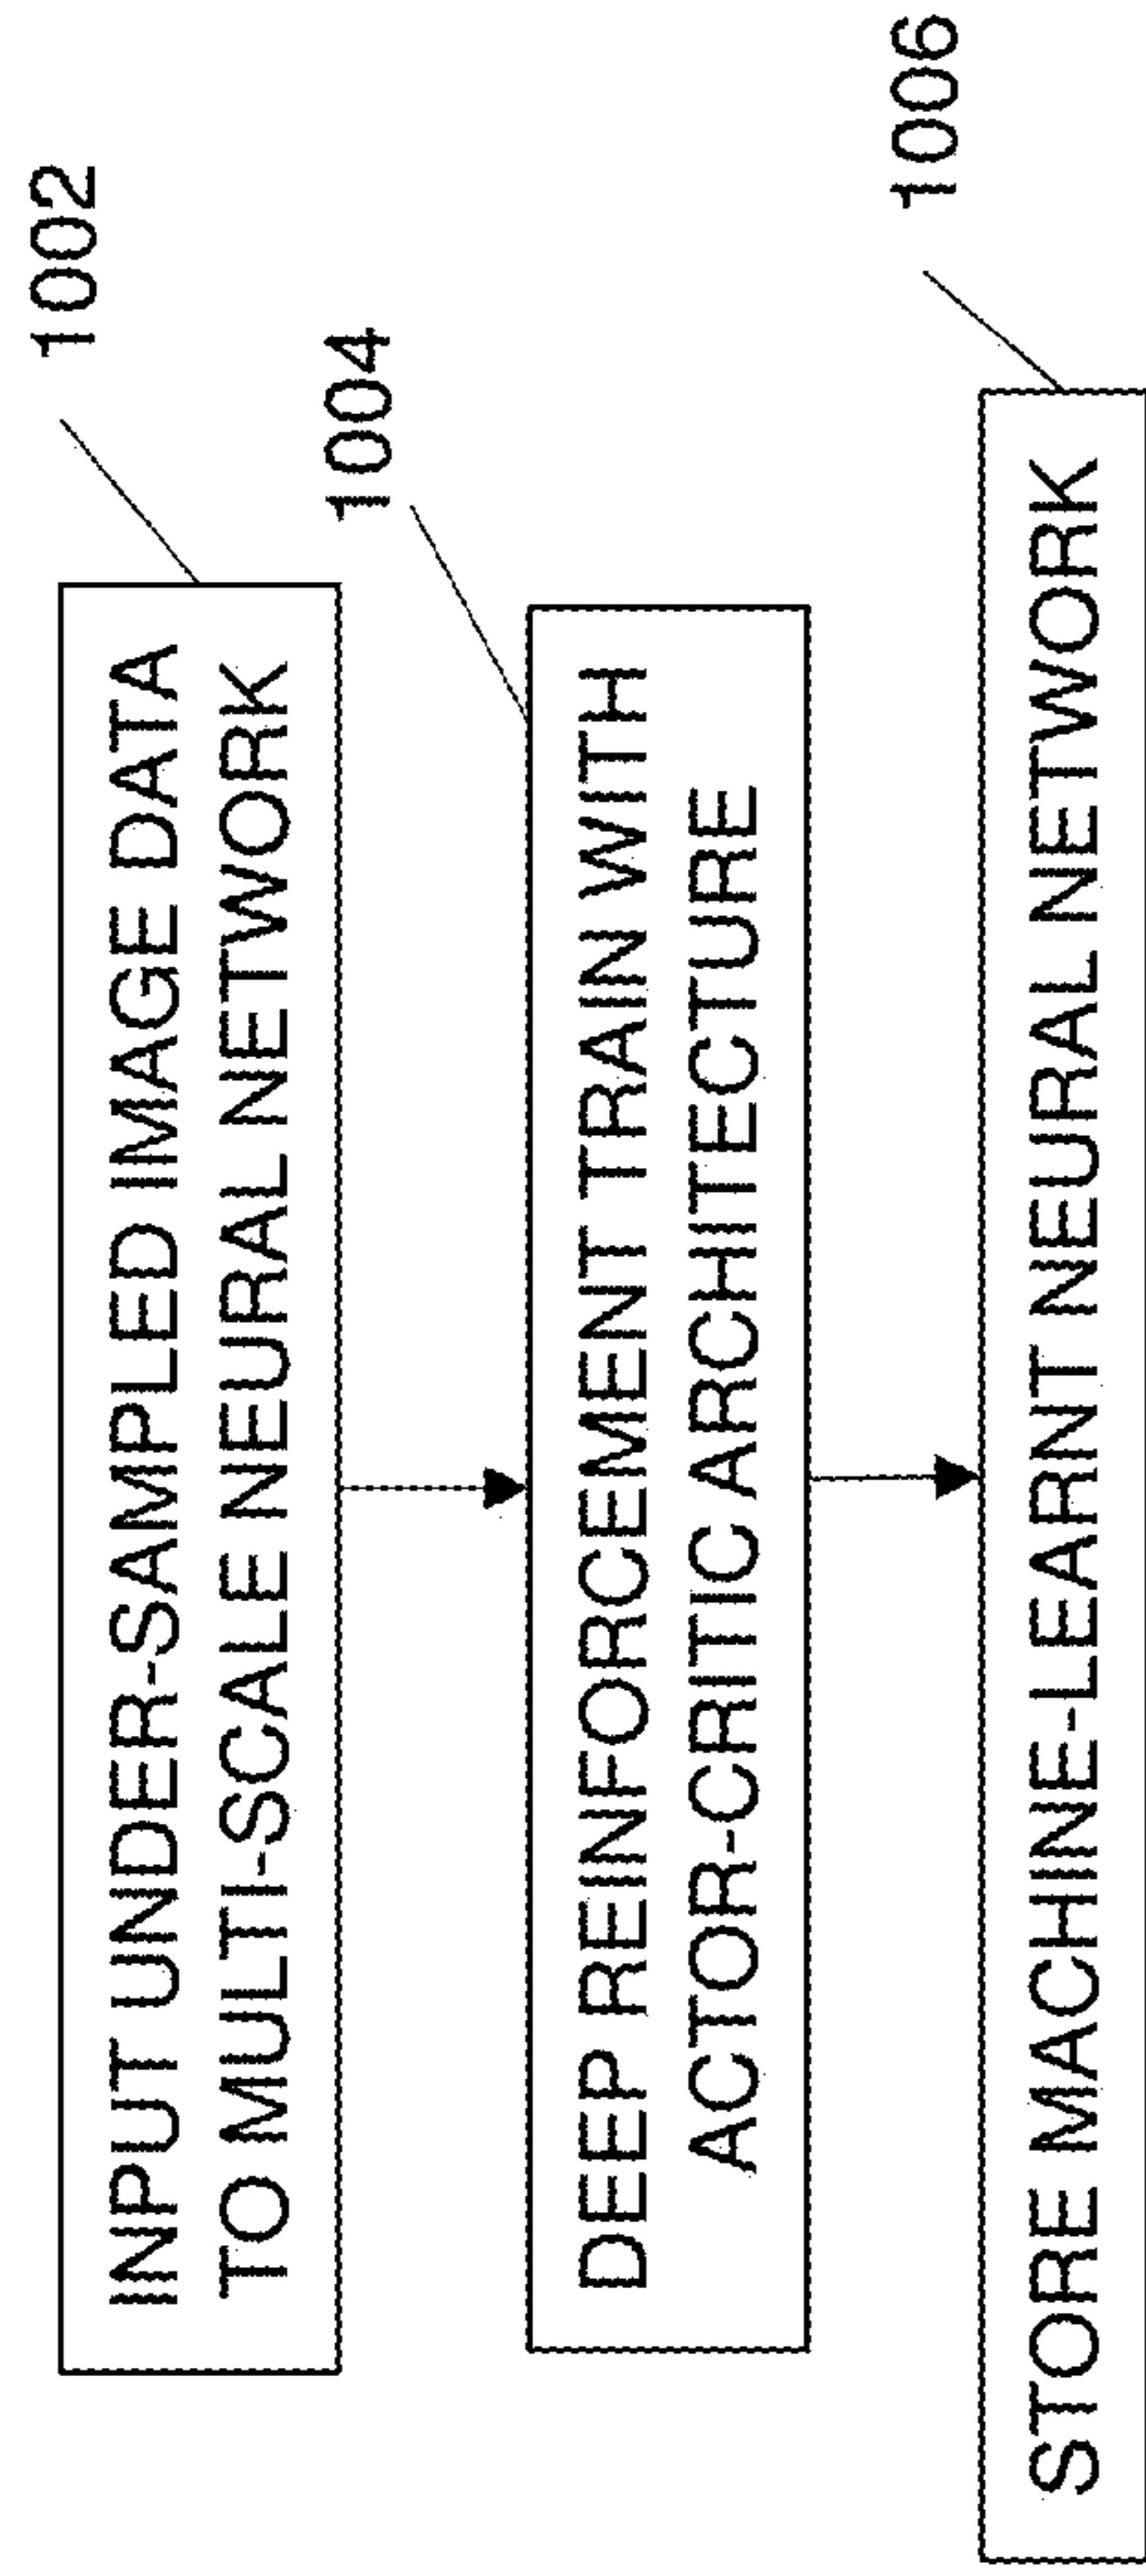 1002
INPUT UNDER-SAMPLED IMAGE DATA
TO MULTI-SCALE NEURAL NETWORK
1004
DEEP REINFORCEMENT TRAIN WITH
ACTOR-CRITIC ARCHITECTURE
1006
STORE MACHINE-LEARNT NEURAL NETWORK